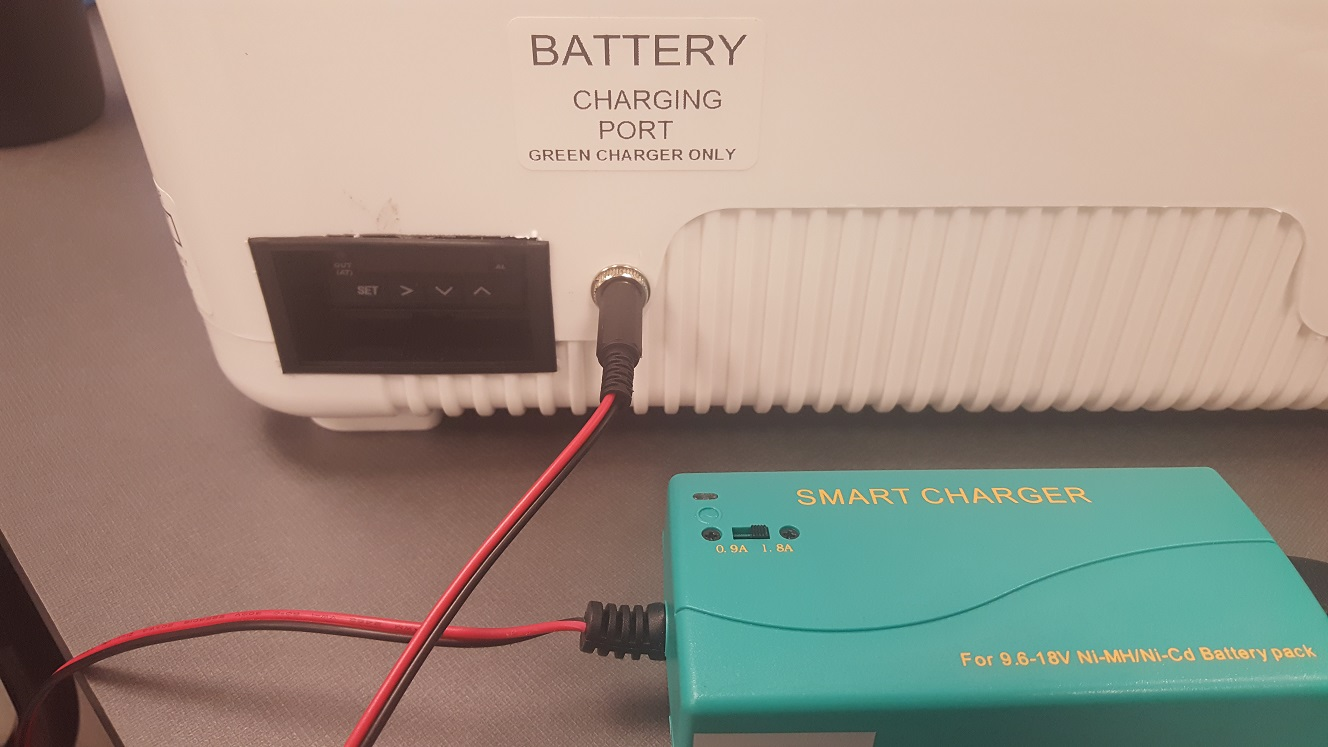 BATTERY
CHARGING
PORT
GREEN CHARGER ONLY
SET > ∨ ∧
SMART CHARGER
0.9A 1.8A
For 9.6-18V Ni-MH/Ni-Cd Battery pack